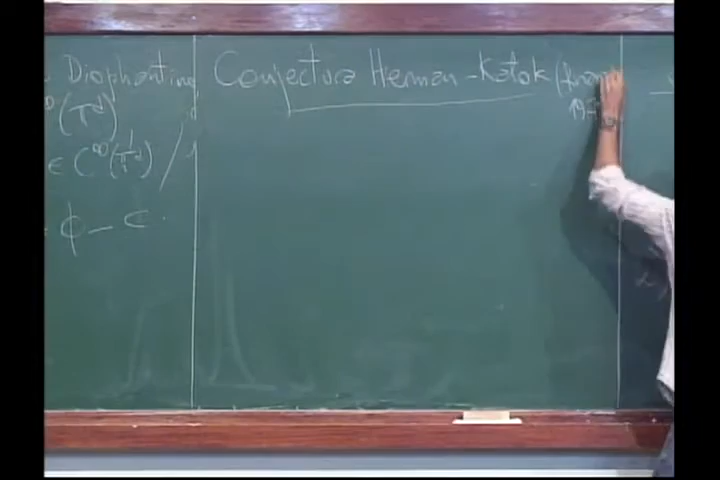 Diophantine
(T^d)
∈ C^∞(T^d) /
ϕ - c
Conjectura Herman-Katok